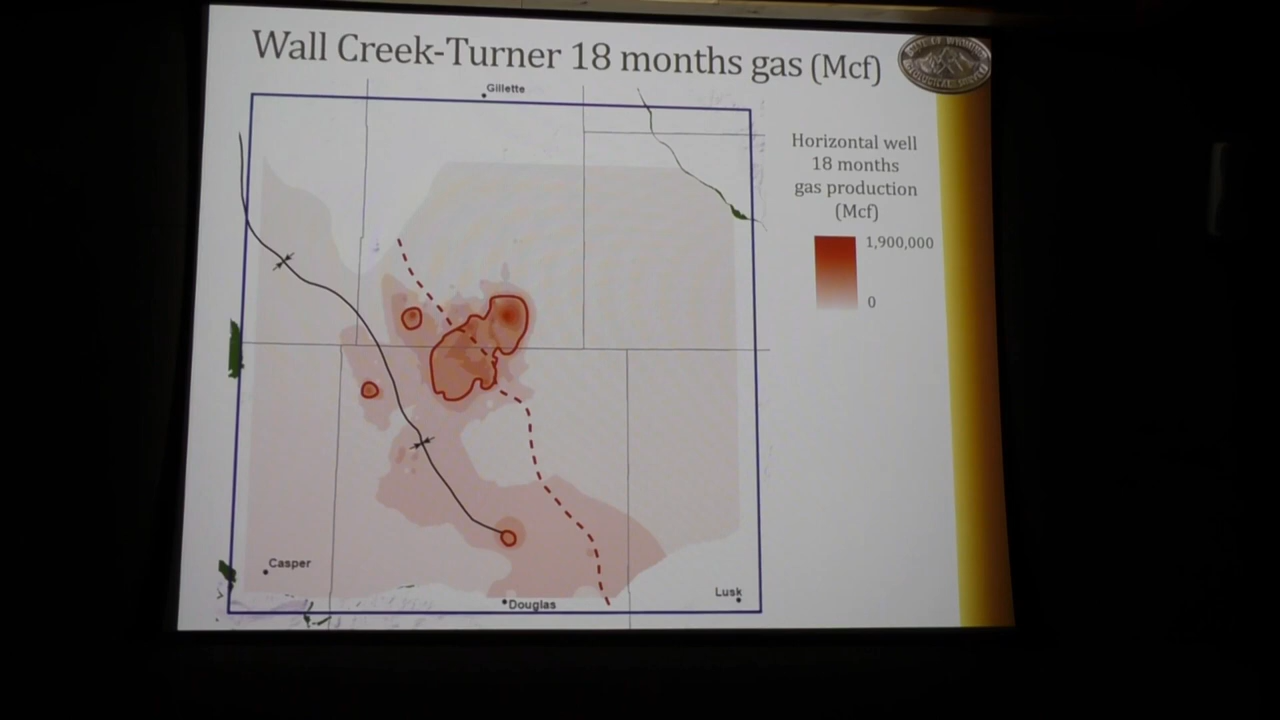 Wall Creek-Turner 18 months gas (Mcf)
Gillette
Horizontal well
18 months
gas production
(Mcf)
1,900,000
0
Casper
Douglas
Lusk